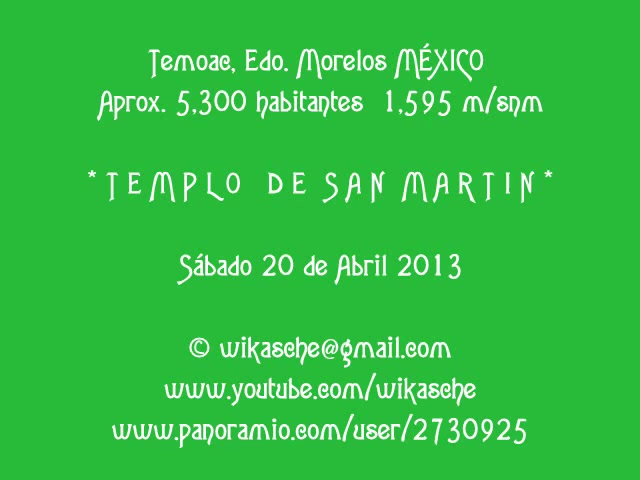 Temoac, Edo. Morelos MÉXICO
Aprox. 5,300 habitantes 1,595 m/snm
* T E M P L O D E S A N M A R T I N *
Sábado 20 de Abril 2013
© wikasche@gmail.com
www.youtube.com/wikasche
www.panoramio.com/user/2730925